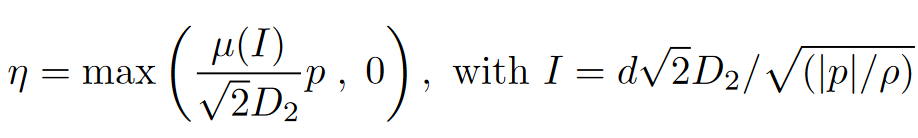 η = max ( μ(I) / √2D₂ p , 0 ) , with I = d√2D₂/√(|p|/ρ)